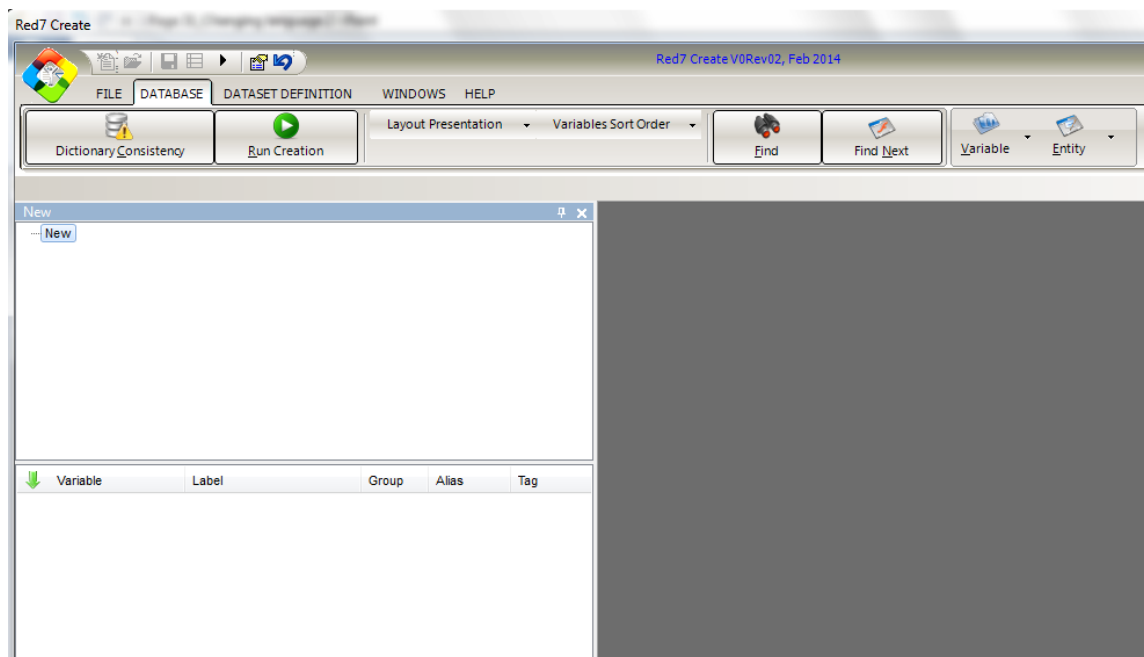 Red7 Create
Red7 Create V0Rev02, Feb 2014
FILE DATABASE DATASET DEFINITION WINDOWS HELP
Layout Presentation Variables Sort Order
Dictionary Consistency Run Creation Find Find Next Variable Entity
New
New
Variable Label Group Alias Tag